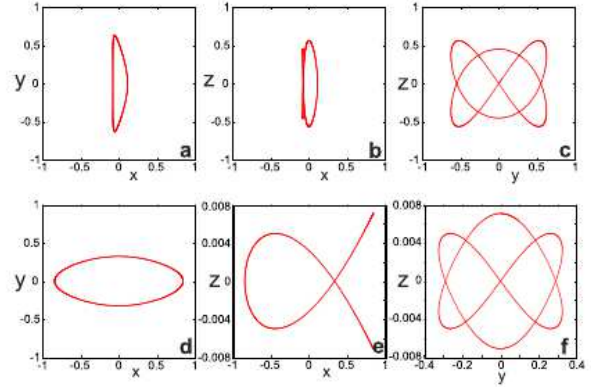 1 1 1
0.5 0.5 0.5
y 0 z 0 z 0
-0.5 -0.5 -0.5
a b c
-1 -1 -1
-1 -0.5 0 0.5 1 -1 -0.5 0 0.5 1 -1 -0.5 0 0.5 1
x x y
1 0.008 0.008
0.5 0.004 0.004
y 0 z 0 z 0
-0.5 -0.004 -0.004
d e f
-1 -0.008 -0.008
-1 -0.5 0 0.5 1 -1 -0.5 0 0.5 1 -0.4 -0.2 0 0.2 0.4
x x y